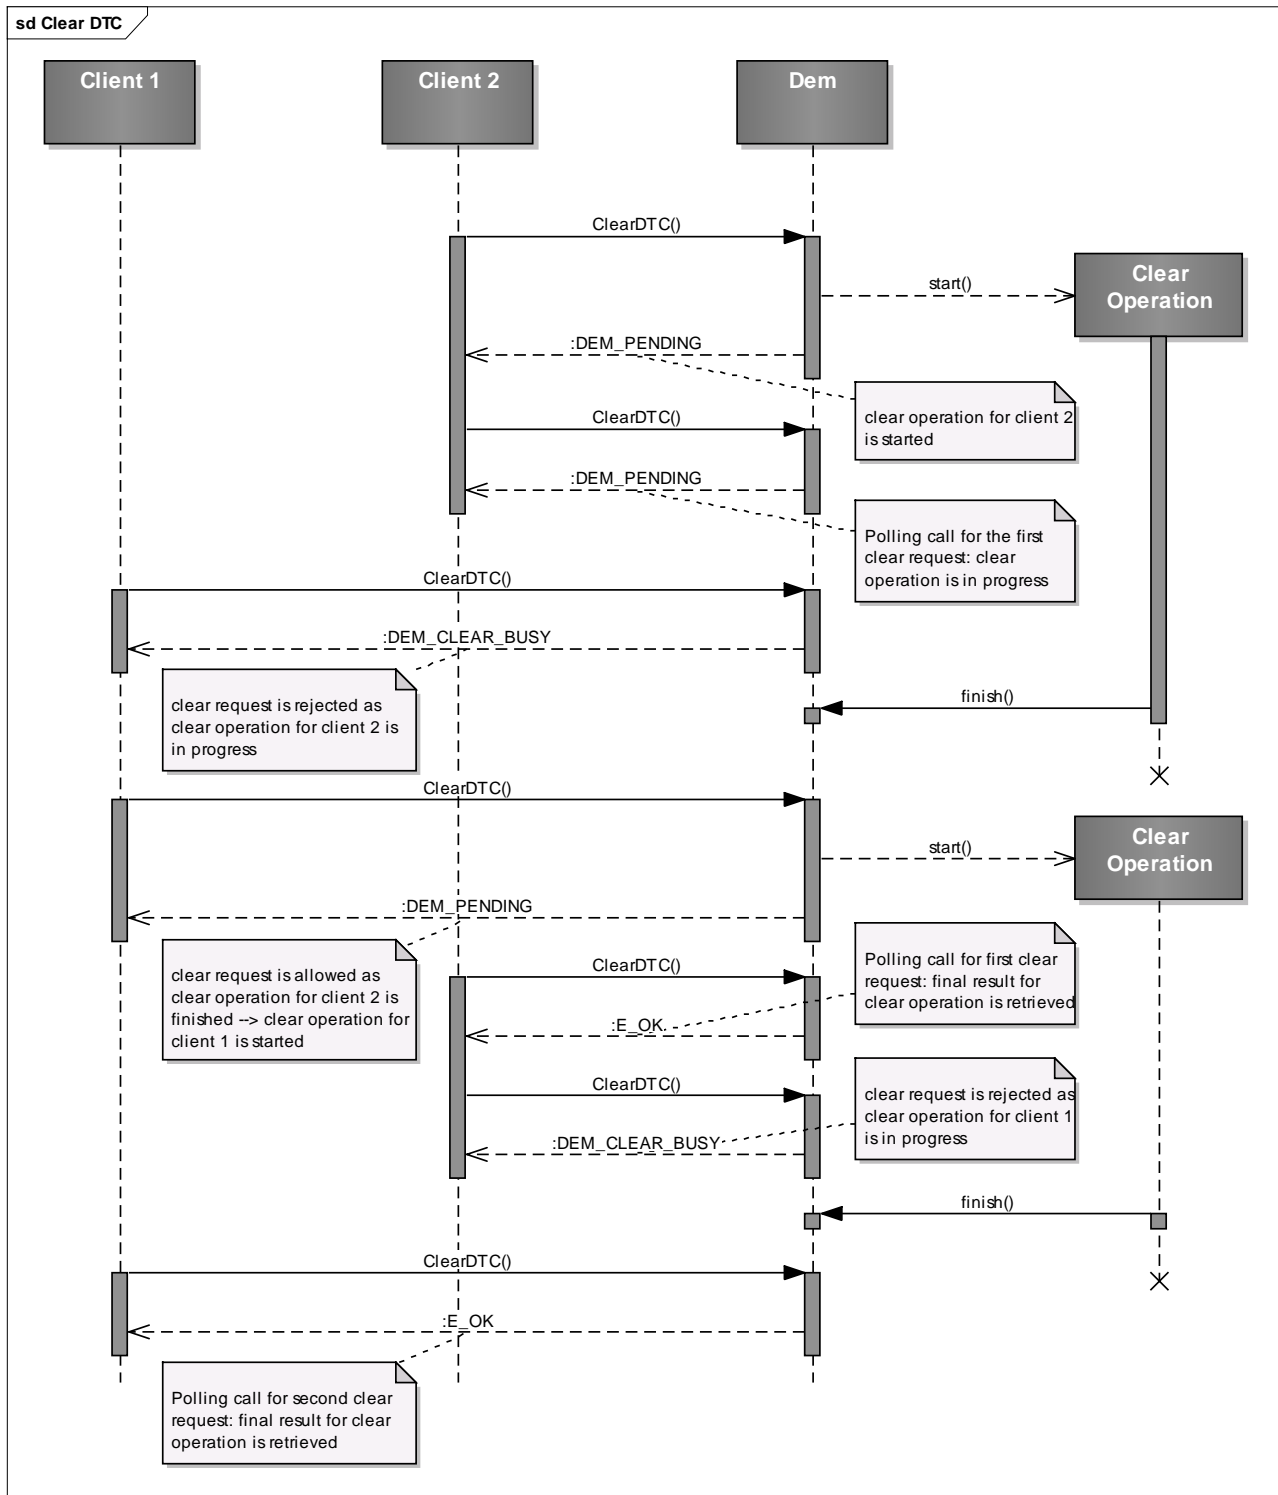 sd Clear DTC
Client 1
Client 2
Dem
ClearDTC()
Clear
Operation
start()
:DEM_PENDING
clear operation for client 2
is started
ClearDTC()
:DEM_PENDING
Polling call for the first
clear request: clear
operation is in progress
ClearDTC()
:DEM_CLEAR_BUSY
clear request is rejected as
clear operation for client 2 is
in progress
finish()
ClearDTC()
Clear
Operation
start()
:DEM_PENDING
clear request is allowed as
clear operation for client 2 is
finished --> clear operation for
client 1 is started
ClearDTC()
Polling call for first clear
request: final result for
clear operation is retrieved
:E_OK
ClearDTC()
clear request is rejected as
clear operation for client 1
is in progress
:DEM_CLEAR_BUSY
finish()
ClearDTC()
:E_OK
Polling call for second clear
request: final result for clear
operation is retrieved